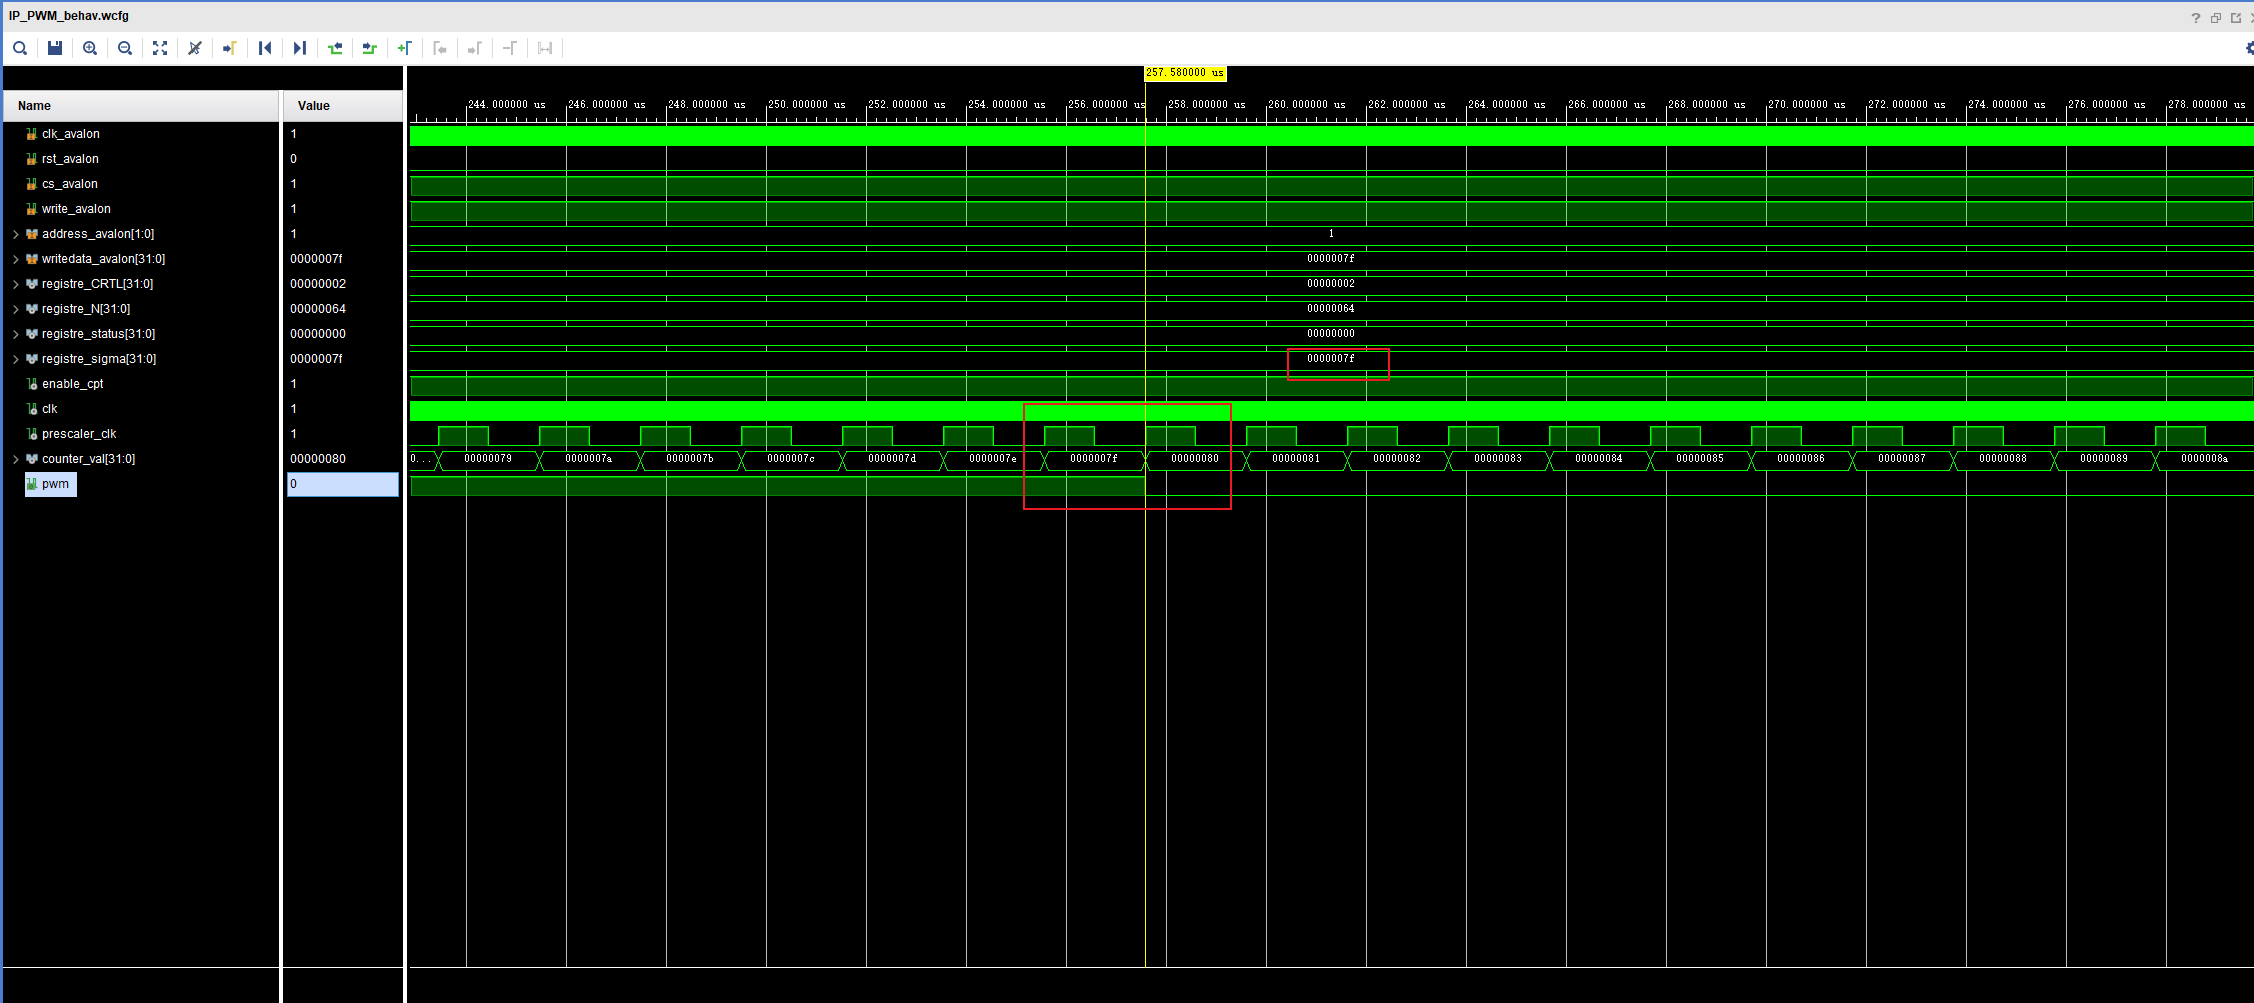 IP_PWM_behav.wcfg
257.580000 us
Name Value
244.000000 us 246.000000 us 248.000000 us 250.000000 us 252.000000 us 254.000000 us 256.000000 us 258.000000 us 260.000000 us 262.000000 us 264.000000 us 266.000000 us 268.000000 us 270.000000 us 272.000000 us 274.000000 us 276.000000 us 278.000000 us
clk_avalon 1
rst_avalon 0
cs_avalon 1
write_avalon 1
address_avalon[1:0] 1 1
writedata_avalon[31:0] 0000007f 0000007f
registre_CRTL[31:0] 00000002 00000002
registre_N[31:0] 00000064 00000064
registre_status[31:0] 00000000 00000000
registre_sigma[31:0] 0000007f 0000007f
enable_cpt 1
clk 1
prescaler_clk 1
counter_val[31:0] 00000080 0... 00000079 0000007a 0000007b 0000007c 0000007d 0000007e 0000007f 00000080 00000081 00000082 00000083 00000084 00000085 00000086 00000087 00000088 00000089 0000008a
pwm 0